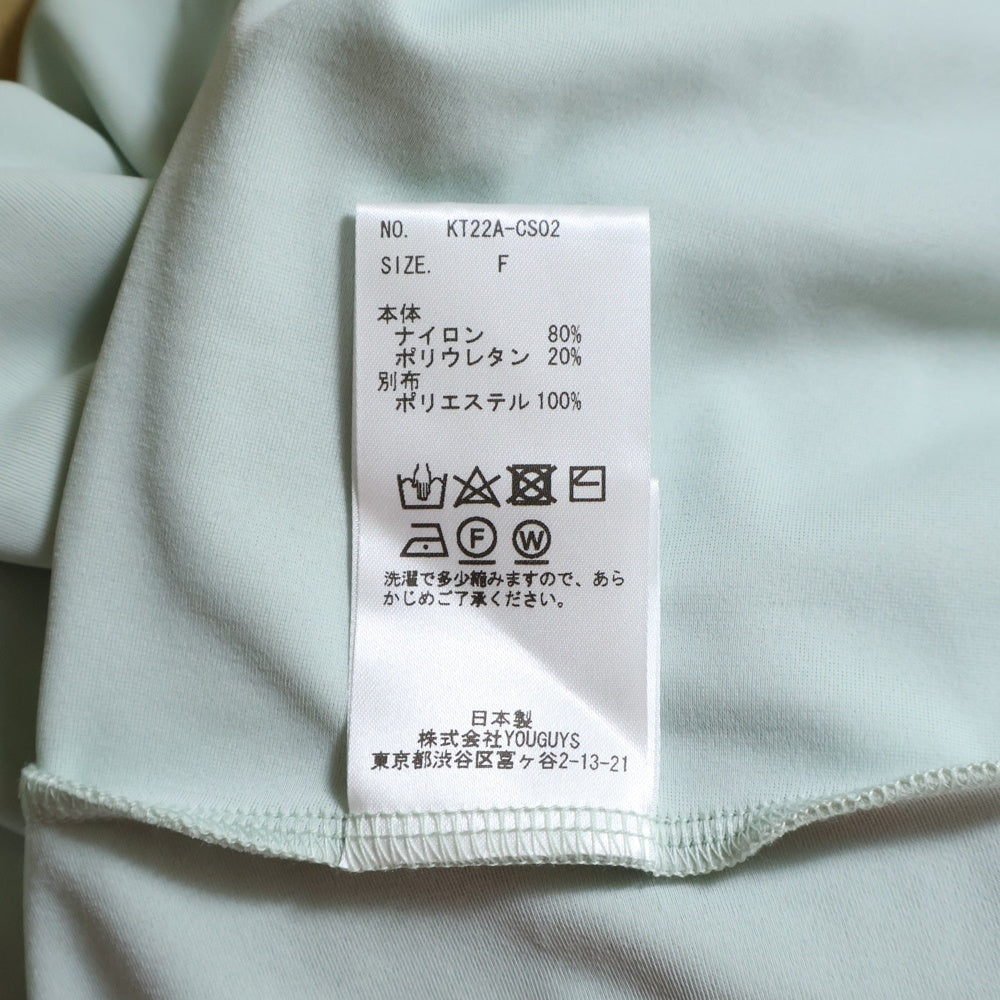 NO. KT22A-CS02
SIZE. F
本体
ナイロン 80%
ポリウレタン 20%
別布
ポリエステル 100%
F W
洗濯で多少縮みますので、あら
かじめご了承ください。
日本製
株式会社YOUGUYS
東京都渋谷区富ヶ谷2-13-21